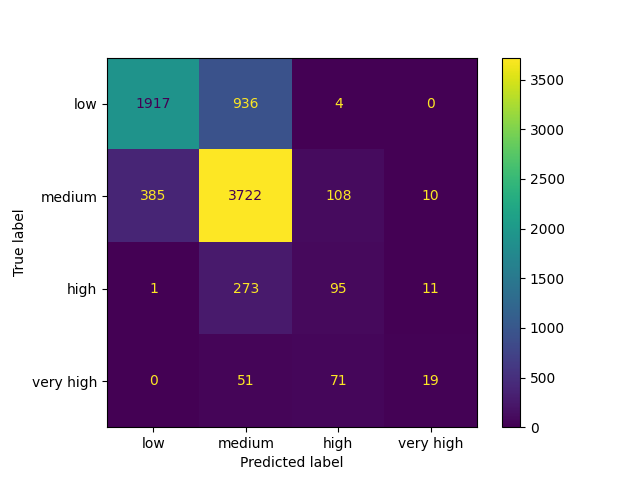 low 1917 936 4 0
medium 385 3722 108 10
high 1 273 95 11
very high 0 51 71 19
low medium high very high
Predicted label
True label
3500
3000
2500
2000
1500
1000
500
0